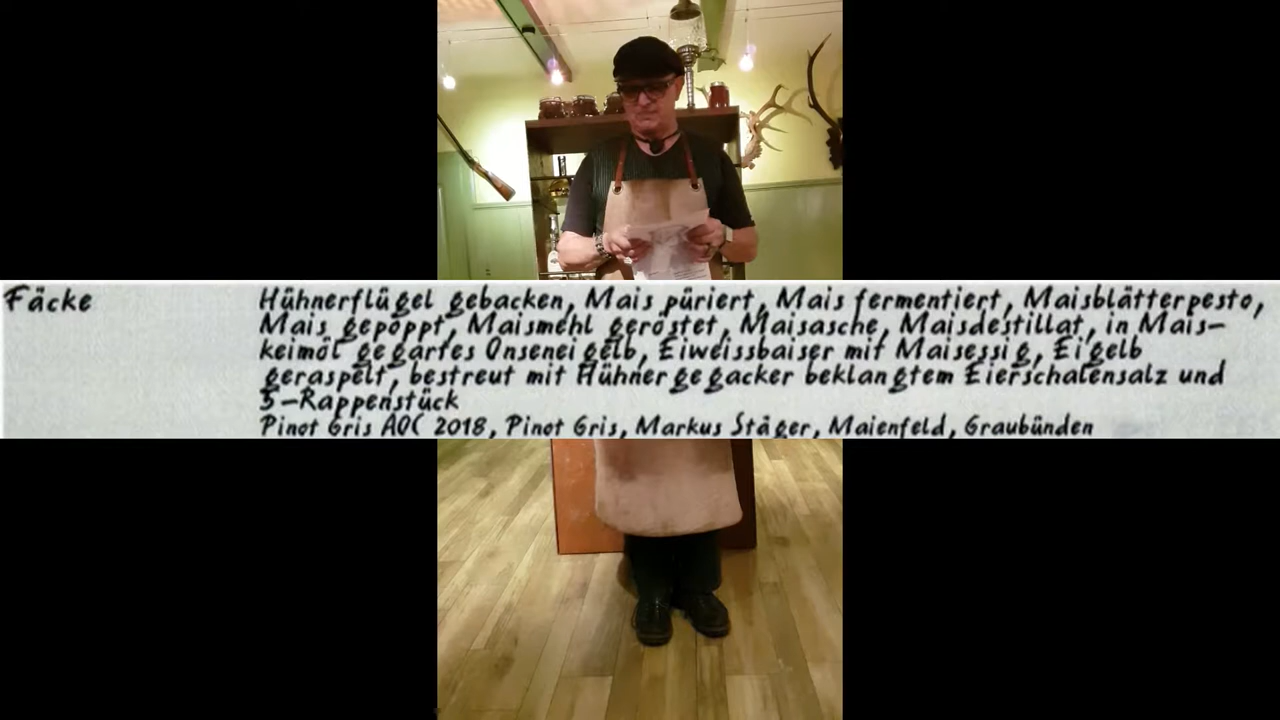 Fäcke Hühnerflügel gebacken, Mais püriert, Mais fermentiert, Maisblätterpesto,
Mais gepoppt, Maismehl geröstet, Maisasche, Maisdestillat, in Mais-
keimöl gegartes Onsenei gelb, Eiweissbaiser mit Maisessig, Eigelb
geraspelt, bestreut mit Hühnergegacker beklangtem Eierschalensalz und
5-Rappenstück
Pinot Gris AOC 2018, Pinot Gris, Markus Stäger, Maienfeld, Graubünden